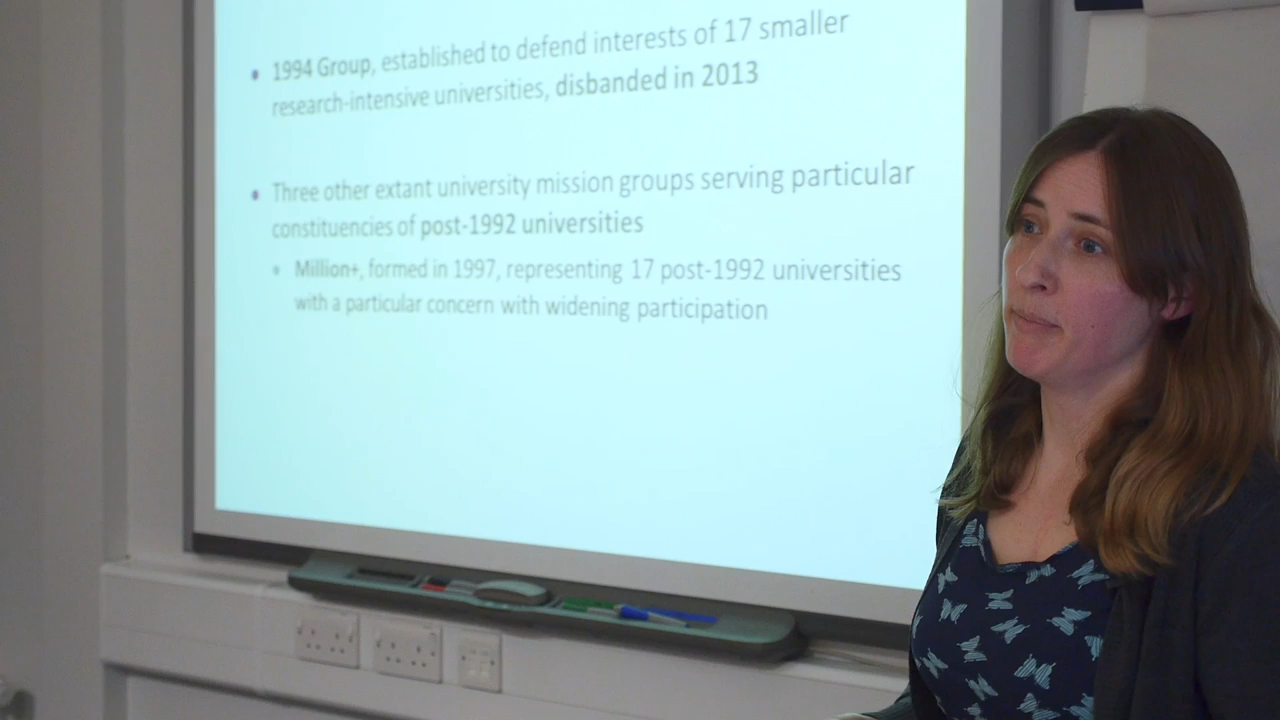 • 1994 Group, established to defend interests of 17 smaller
research-intensive universities, disbanded in 2013
• Three other extant university mission groups serving particular
constituencies of post-1992 universities
• Million+, formed in 1997, representing 17 post-1992 universities
with a particular concern with widening participation